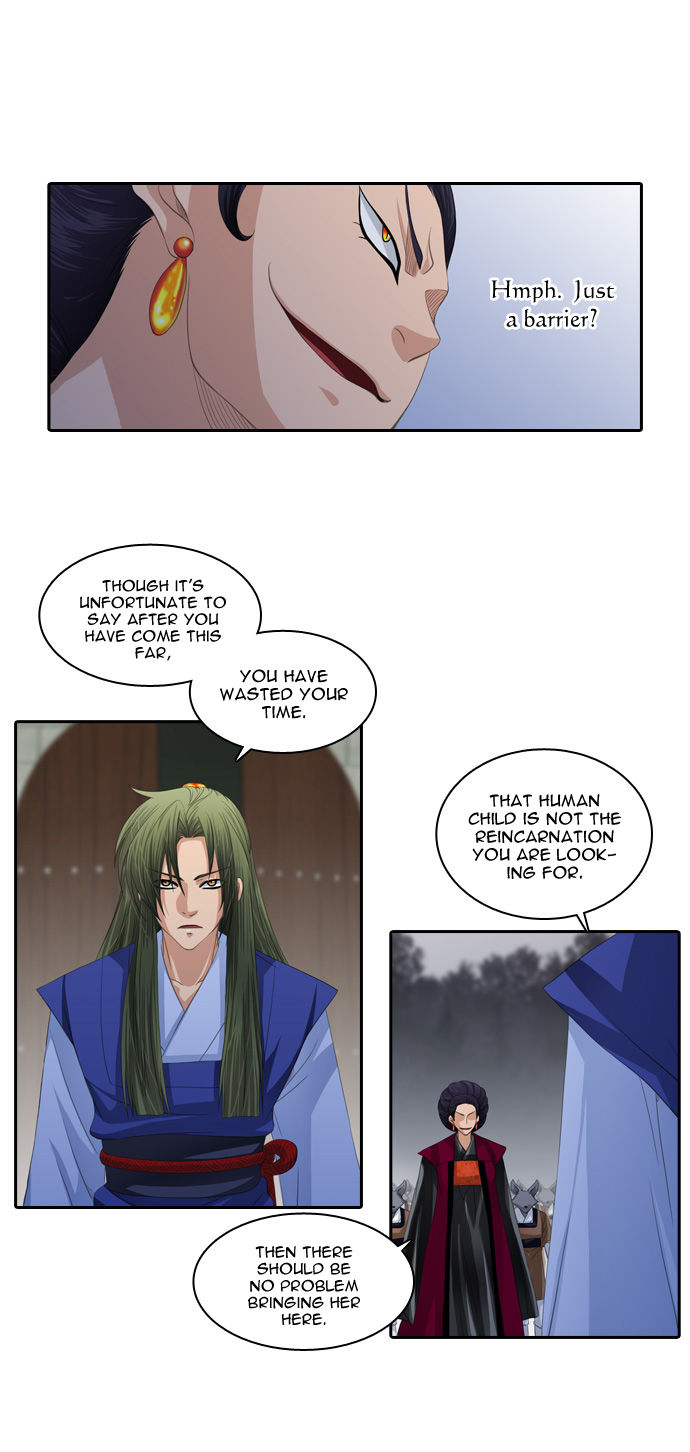 Hmph. Just
a barrier?
THOUGH IT'S
UNFORTUNATE TO
SAY AFTER YOU
HAVE COME THIS
FAR,
YOU HAVE
WASTED YOUR
TIME.
THAT HUMAN
CHILD IS NOT THE
REINCARNATION
YOU ARE LOOK-
ING FOR.
THEN THERE
SHOULD BE
NO PROBLEM
BRINGING HER
HERE.